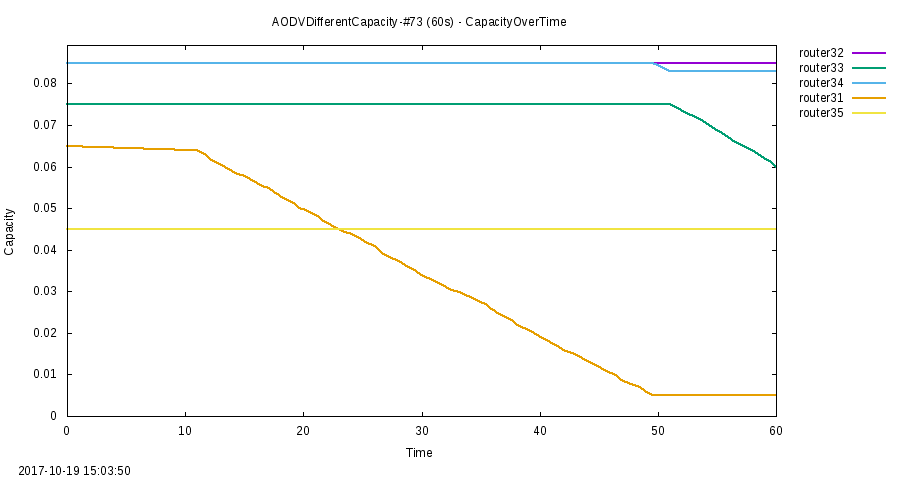 AODVDifferentCapacity-#73 (60s) - CapacityOverTime
router32
router33
router34
router31
router35
0.08
0.07
0.06
0.05
0.04
0.03
0.02
0.01
0
Capacity
0 10 20 30 40 50 60
Time
2017-10-19 15:03:50